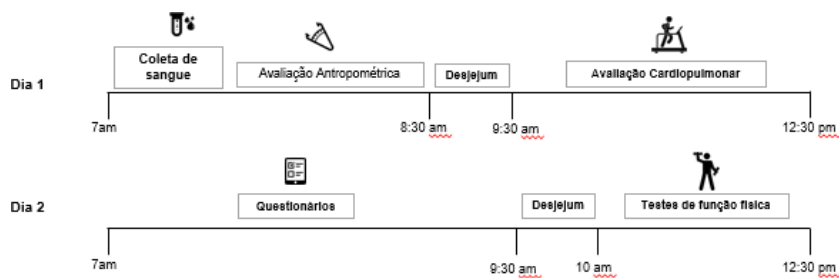 Coleta de
sangue
Avaliação Antropométrica
Desjejum
Avaliação Cardiopulmonar
Dia 1
7am
8:30 am
9:30 am
12:30 pm
Questionários
Desjejum
Testes de função física
Dia 2
7am
9:30 am
10 am
12:30 pm